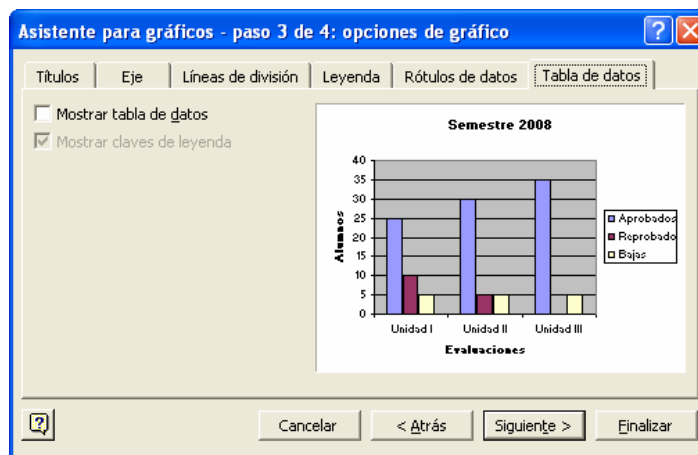 Asistente para gráficos - paso 3 de 4: opciones de gráfico
Títulos
Eje
Líneas de división
Leyenda
Rótulos de datos
Tabla de datos
Mostrar tabla de datos
Mostrar claves de leyenda
Semestre 2008
40
35
30
25
20
15
10
5
0
Alumnos
Unidad I
Unidad II
Unidad III
Evaluaciones
Aprobados
Reprobado
Bajas
Cancelar
< Atrás
Siguiente >
Finalizar